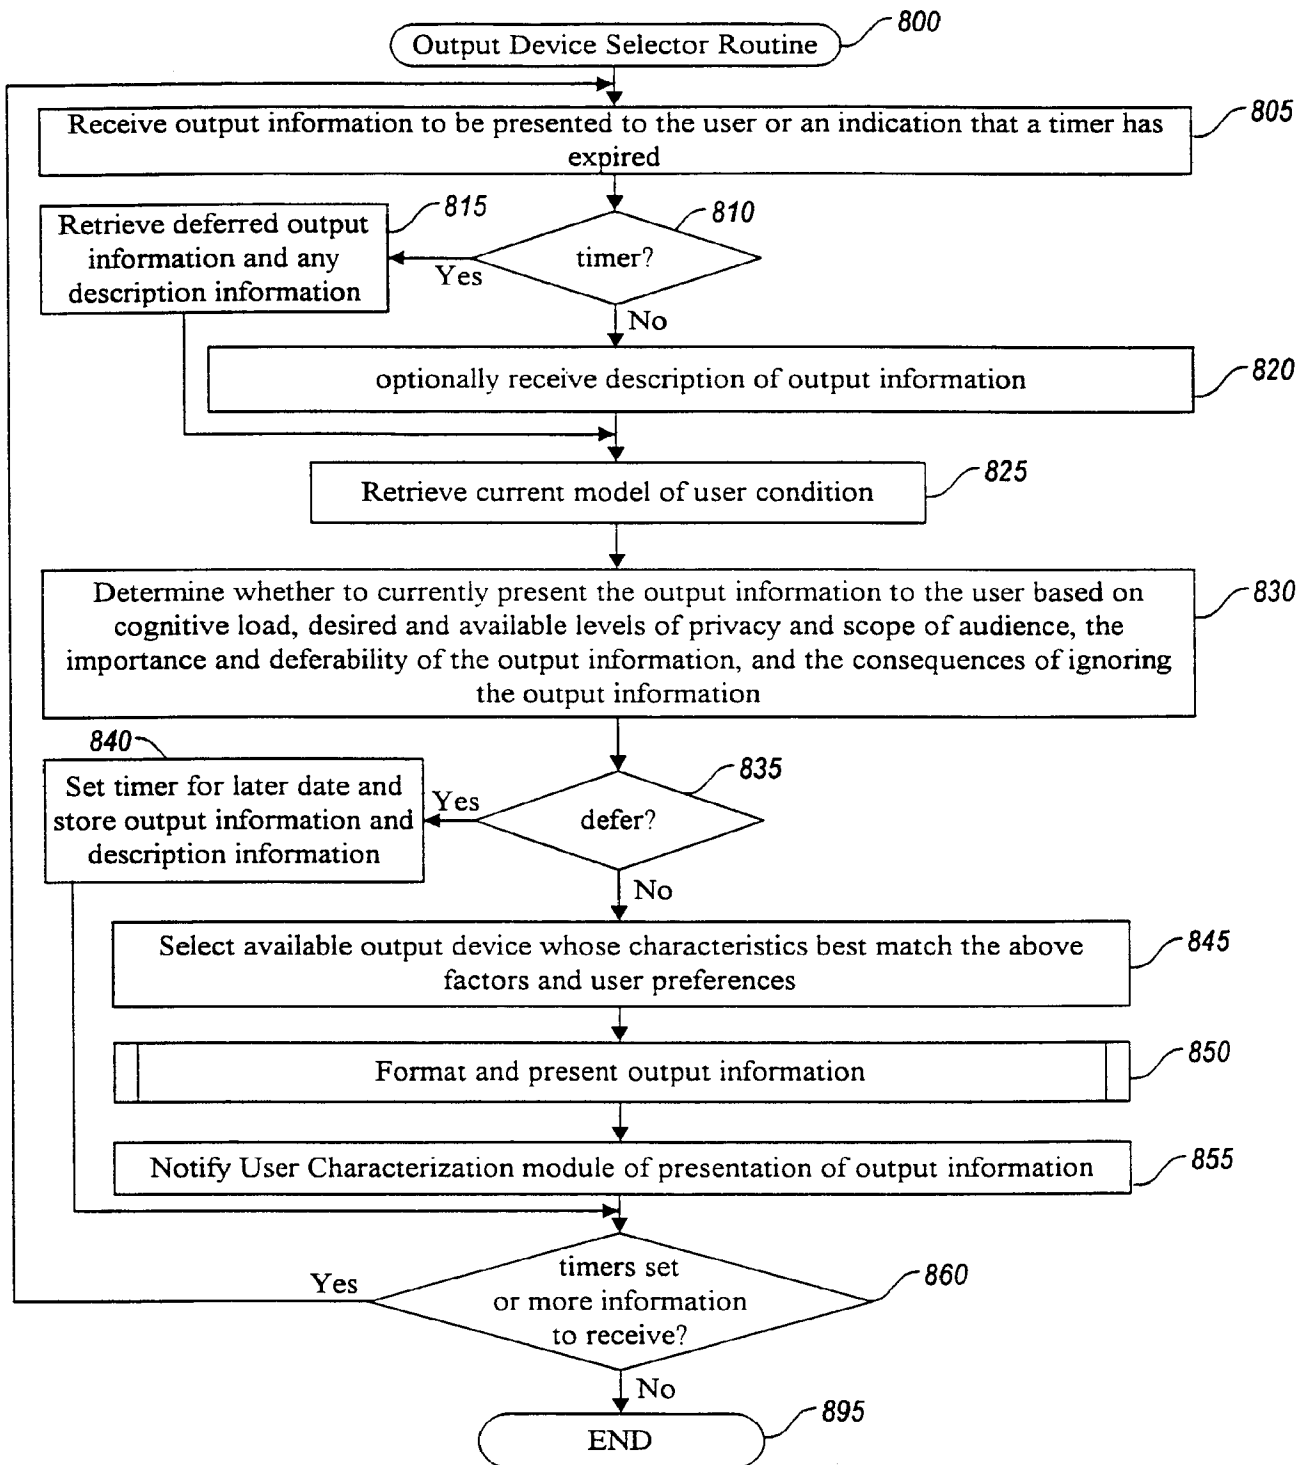 800
Output Device Selector Routine
805
Receive output information to be presented to the user or an indication that a timer has
expired
815
Retrieve deferred output
information and any
description information
810
timer?
Yes
No
820
optionally receive description of output information
825
Retrieve current model of user condition
830
Determine whether to currently present the output information to the user based on
cognitive load, desired and available levels of privacy and scope of audience, the
importance and deferability of the output information, and the consequences of ignoring
the output information
840
Set timer for later date and
store output information and
description information
835
defer?
Yes
No
845
Select available output device whose characteristics best match the above
factors and user preferences
850
Format and present output information
855
Notify User Characterization module of presentation of output information
860
timers set
or more information
to receive?
Yes
No
895
END